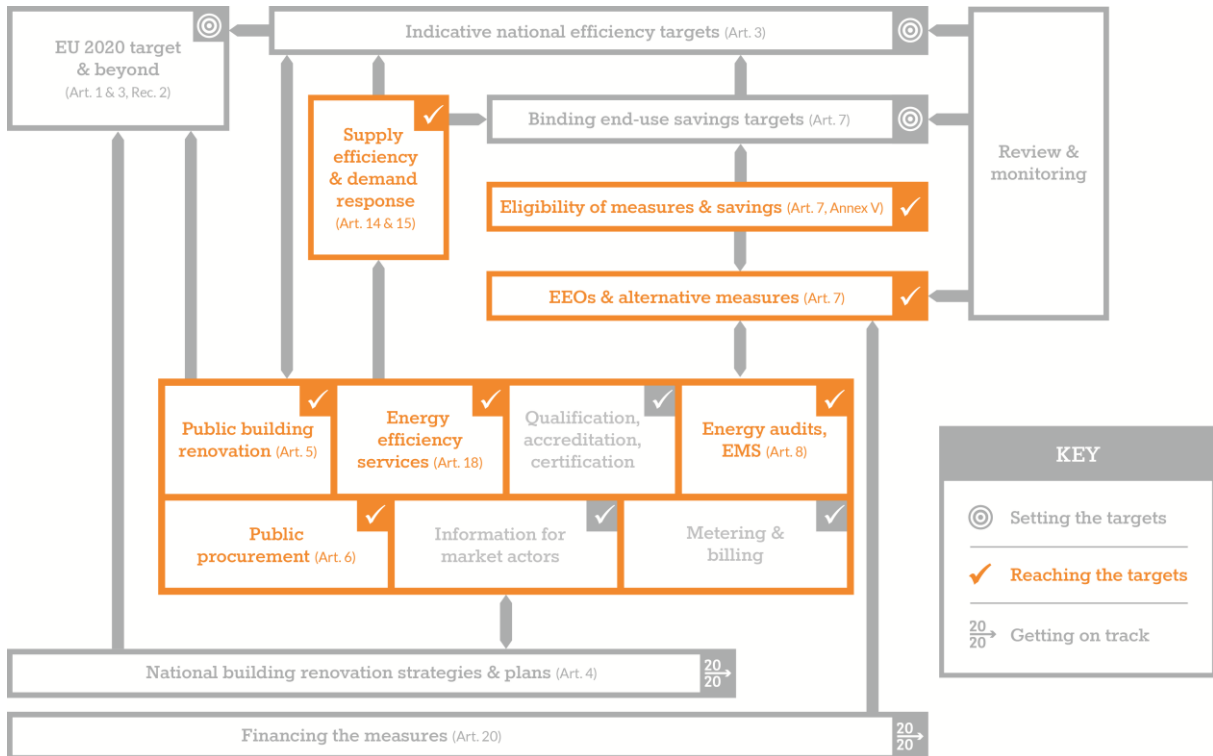 EU 2020 target
& beyond
(Art. 1 & 3, Rec. 2)
Indicative national efficiency targets (Art. 3)
Supply
efficiency
& demand
response
(Art. 14 & 15)
Binding end-use savings targets (Art. 7)
Review &
monitoring
Eligibility of measures & savings (Art. 7, Annex V)
EEOs & alternative measures (Art. 7)
Public building
renovation (Art. 5)
Energy
efficiency
services (Art. 18)
Qualification,
accreditation,
certification
Energy audits,
EMS (Art. 8)
Public
procurement (Art. 6)
Information for
market actors
Metering &
billing
National building renovation strategies & plans (Art. 4)
20
20
Financing the measures (Art. 20)
20
20
KEY
Setting the targets
Reaching the targets
20
20
Getting on track